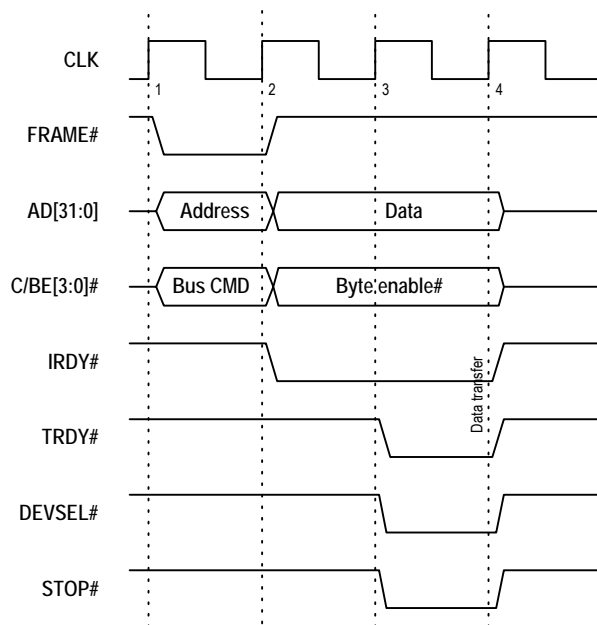 CLK
1 2 3 4
FRAME#
AD[31:0] Address Data
C/BE[3:0]# Bus CMD Byte enable#
IRDY#
Data transfer
TRDY#
DEVSEL#
STOP#